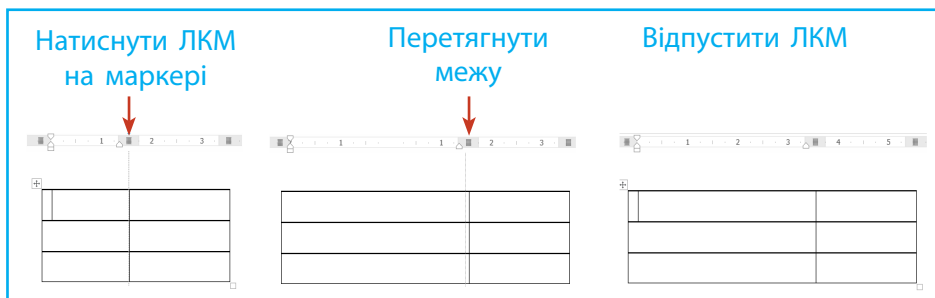 Натиснути ЛКМ
на маркері
Перетягнути
межу
Відпустити ЛКМ
1 2 3
1 1 2 3
1 2 3 4 5